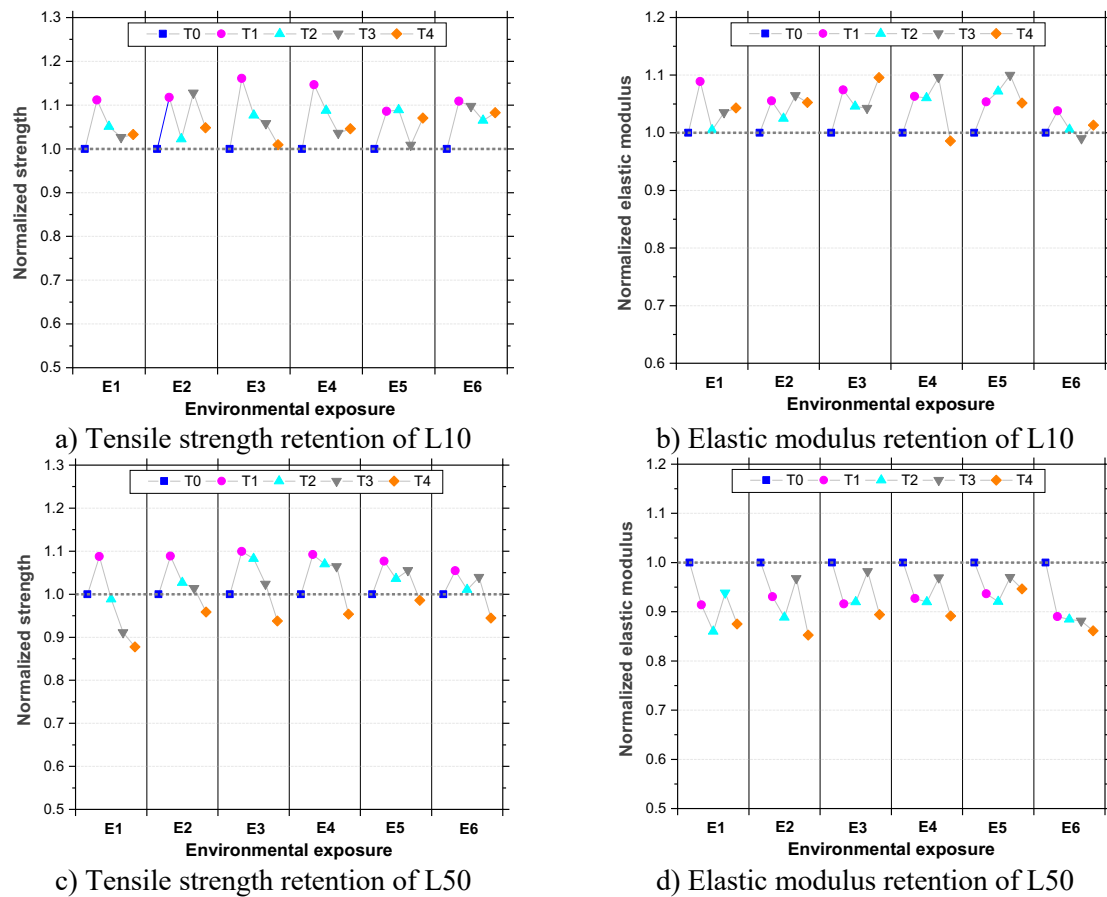 T0 T1 T2 T3 T4
Normalized strength
1.3
1.2
1.1
1.0
0.9
0.8
0.7
0.6
0.5
E1 E2 E3 E4 E5 E6
Environmental exposure
a) Tensile strength retention of L10
T0 T1 T2 T3 T4
Normalized elastic modulus
1.2
1.1
1.0
0.9
0.8
0.7
0.6
E1 E2 E3 E4 E5 E6
Environmental exposure
b) Elastic modulus retention of L10
T0 T1 T2 T3 T4
Normalized strength
1.3
1.2
1.1
1.0
0.9
0.8
0.7
0.6
0.5
E1 E2 E3 E4 E5 E6
Environmental exposure
c) Tensile strength retention of L50
T0 T1 T2 T3 T4
Normalized elastic modulus
1.2
1.1
1.0
0.9
0.8
0.7
0.6
0.5
E1 E2 E3 E4 E5 E6
Environmental exposure
d) Elastic modulus retention of L50